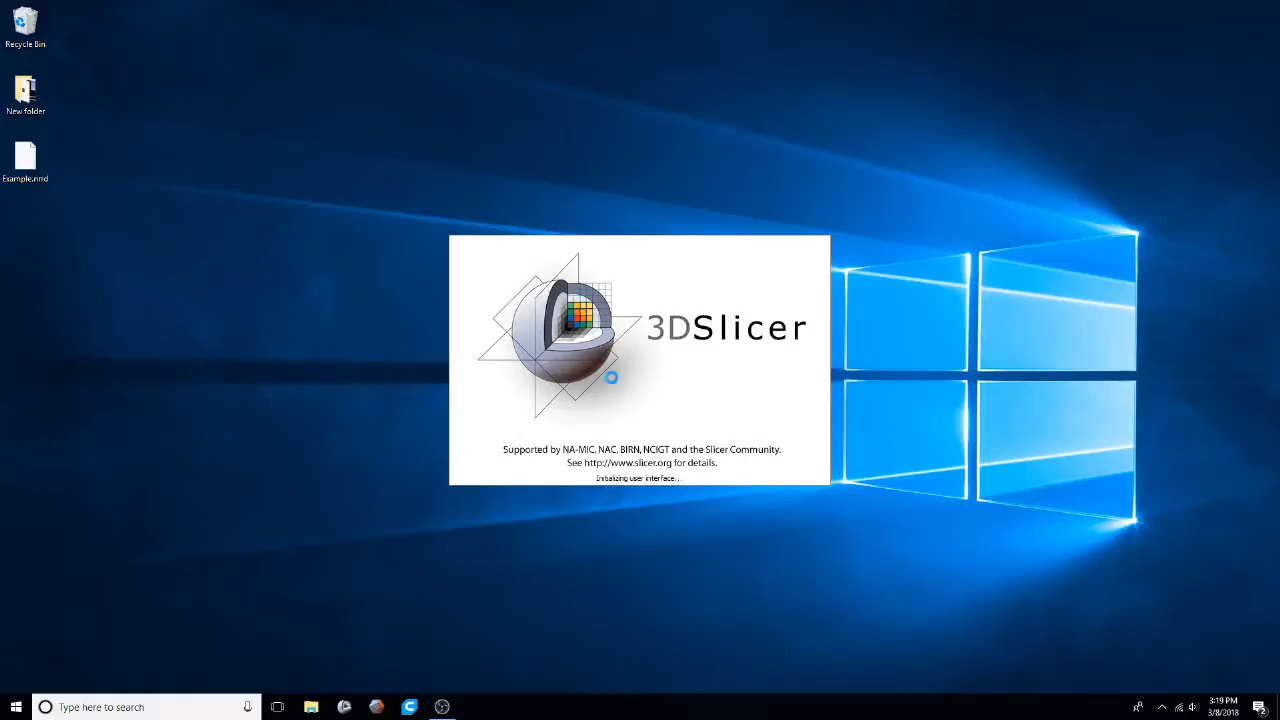 Recycle Bin
New folder
Example.nrrd
3DSlicer
Supported by NA-MIC, NAC, BIRN, NCIGT and the Slicer Community.
See http://www.slicer.org for details.
Initializing user interface...
Type here to search
3:19 PM
3/8/2018
2